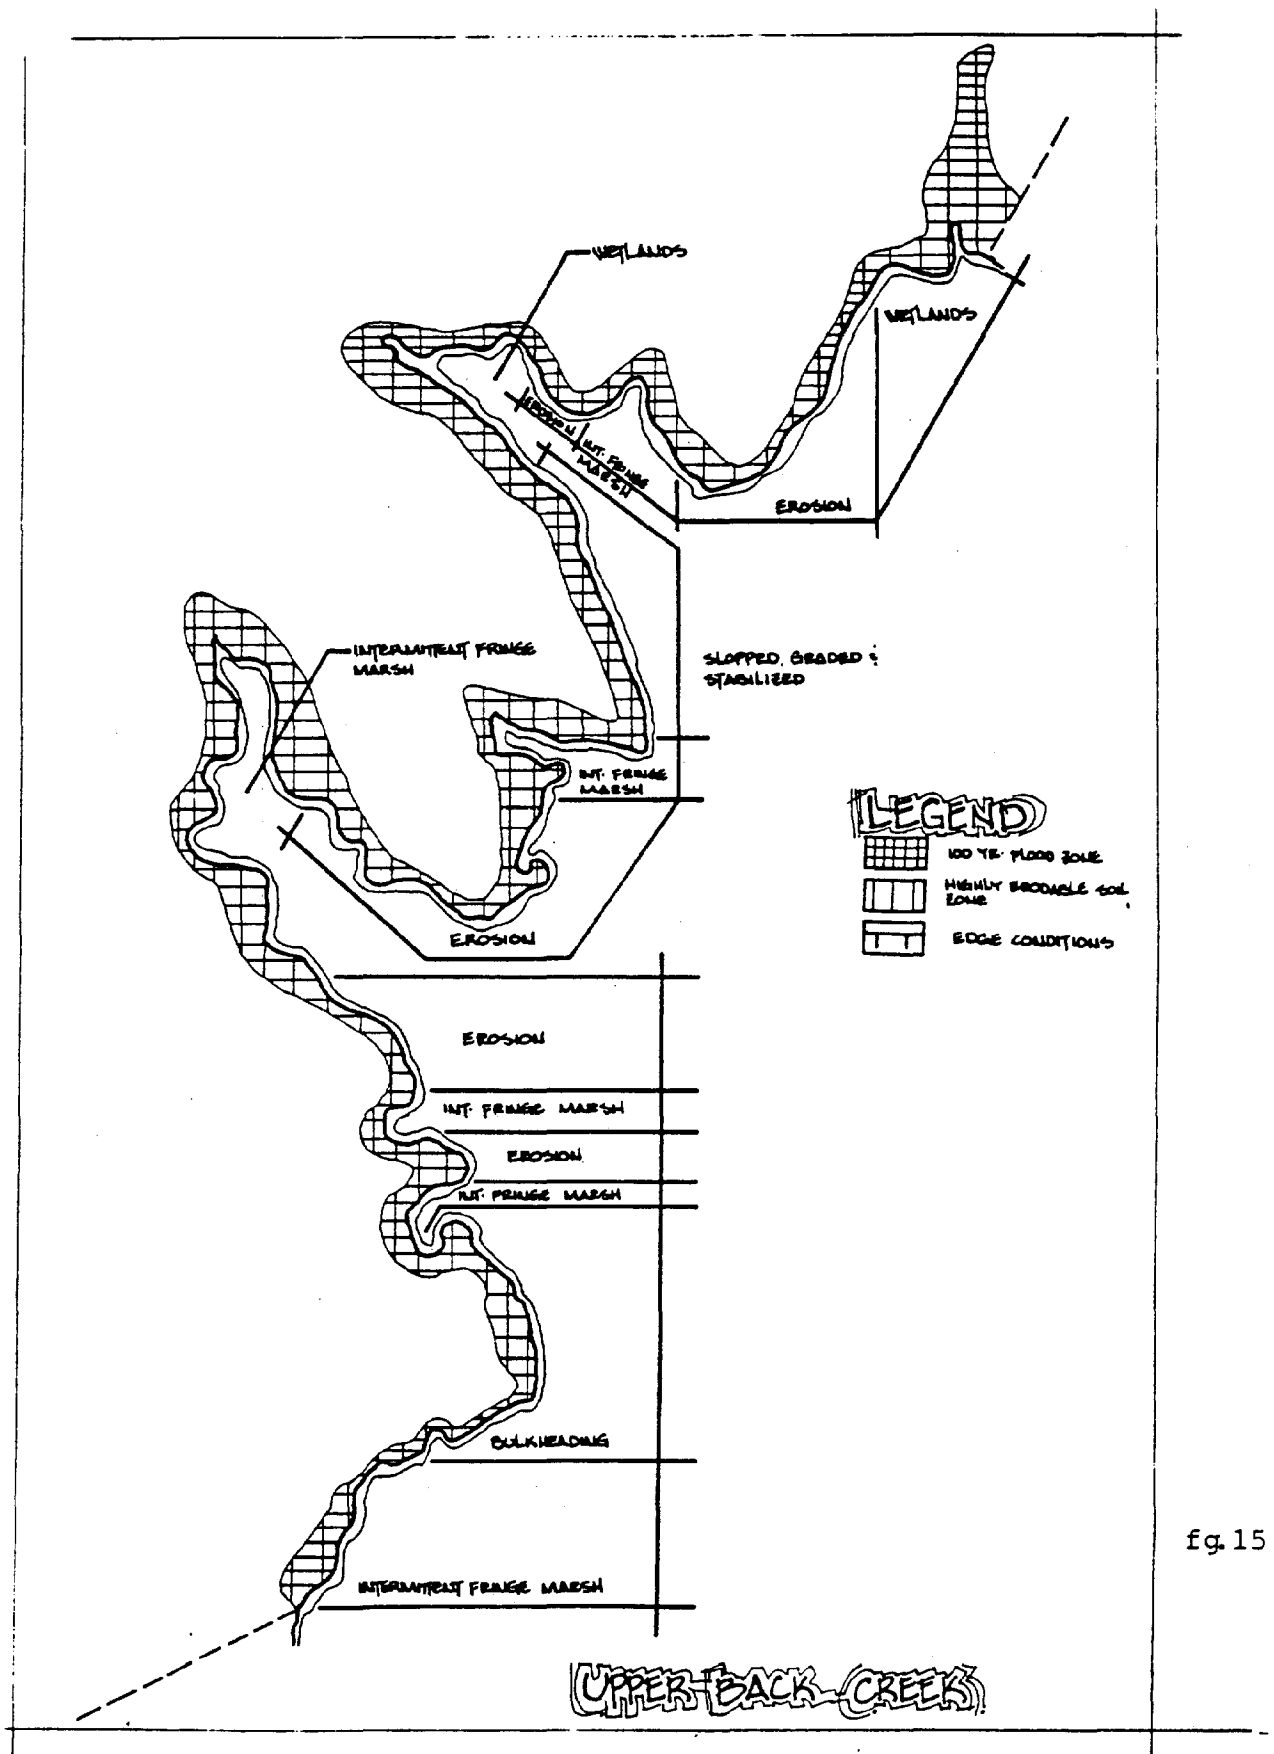 WETLANDS
WETLANDS
EROSION
INT. FRINGE
MARSH
EROSION
INTERMITTENT FRINGE
MARSH
SLOPPED, GRADED &
STABILIZED
INT. FRINGE
MARSH
LEGEND
100 YR. FLOOD ZONE
HIGHLY ERODABLE SOIL
ZONE
EDGE CONDITIONS
EROSION
EROSION
INT. FRINGE MARSH
EROSION
INT. FRINGE MARSH
BULKHEADING
fg.15
INTERMITTENT FRINGE MARSH
UPPER BACK CREEK